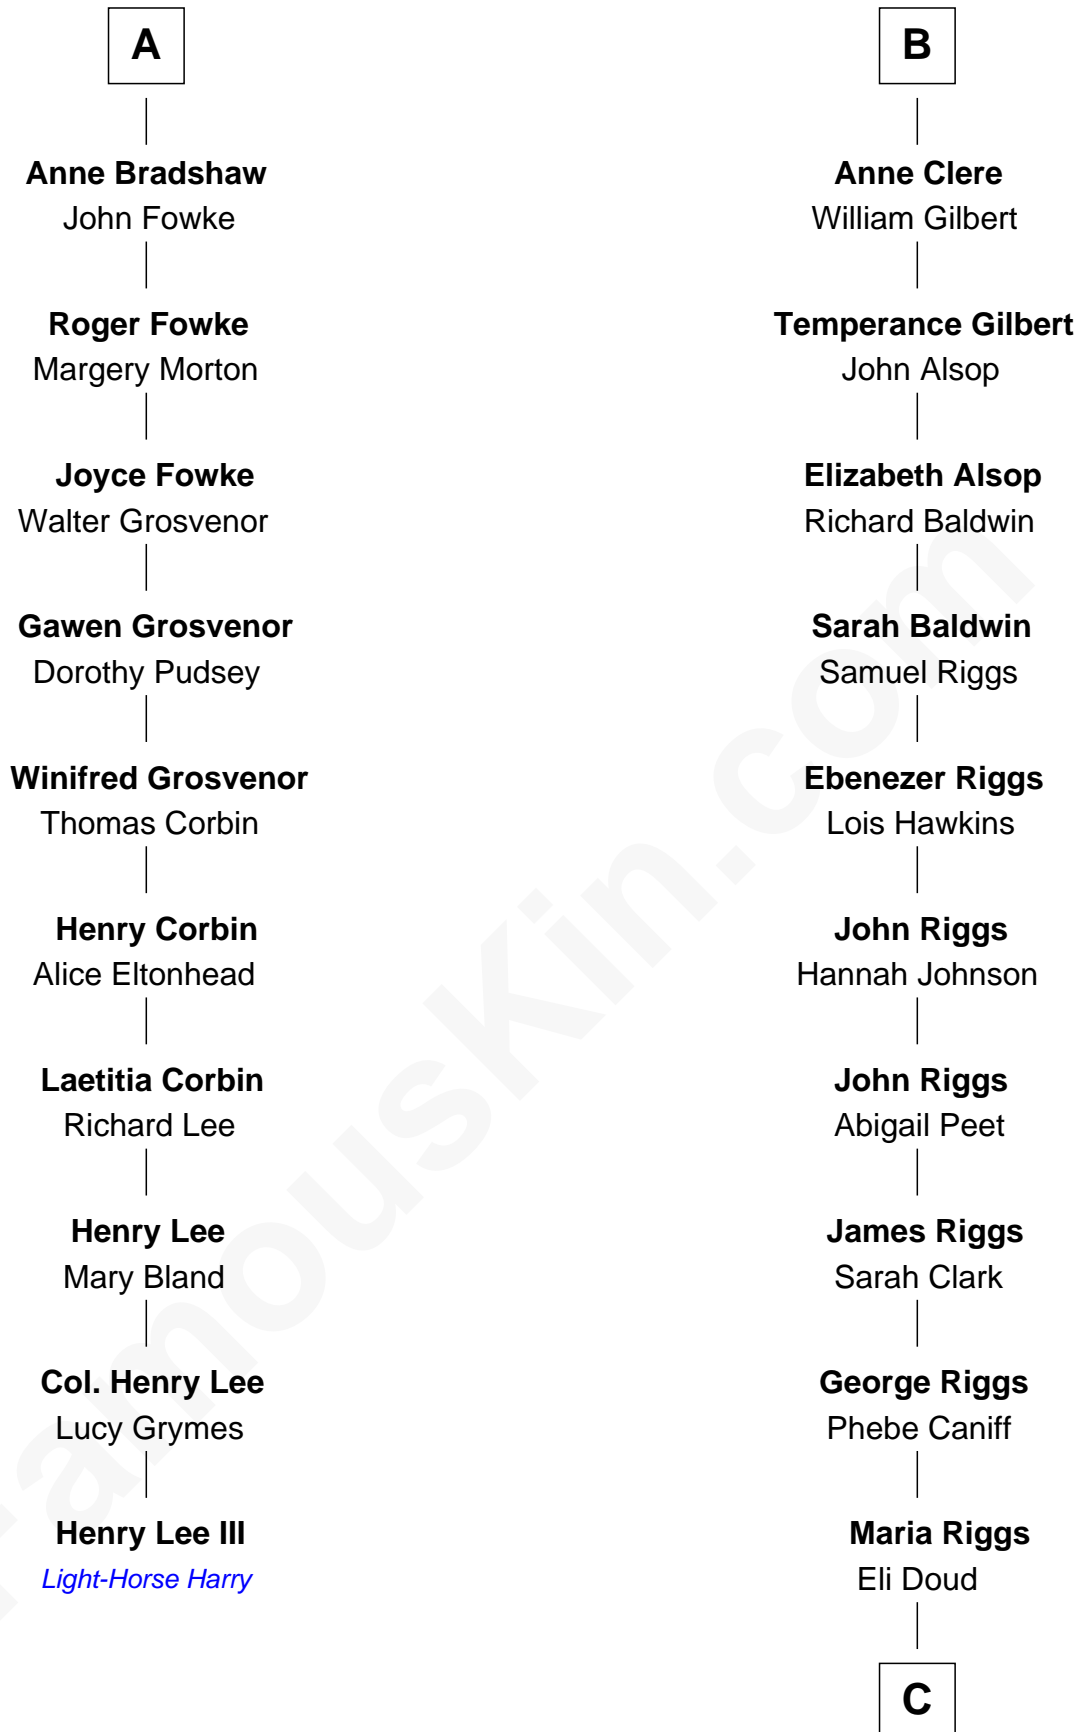 A
Anne Bradshaw
John Fowke
Roger Fowke
Margery Morton
Joyce Fowke
Walter Grosvenor
Gawen Grosvenor
Dorothy Pudsey
Winifred Grosvenor
Thomas Corbin
Henry Corbin
Alice Eltonhead
Laetitia Corbin
Richard Lee
Henry Lee
Mary Bland
Col. Henry Lee
Lucy Grymes
Henry Lee III
Light-Horse Harry
B
Anne Clere
William Gilbert
Temperance Gilbert
John Alsop
Elizabeth Alsop
Richard Baldwin
Sarah Baldwin
Samuel Riggs
Ebenezer Riggs
Lois Hawkins
John Riggs
Hannah Johnson
John Riggs
Abigail Peet
James Riggs
Sarah Clark
George Riggs
Phebe Caniff
Maria Riggs
Eli Doud
C
FamousKin.com